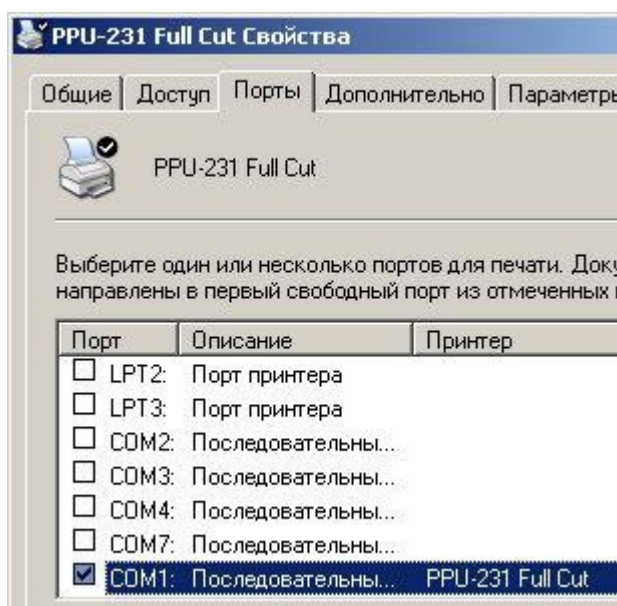 PPU-231 Full Cut Свойства
Общие Доступ Порты Дополнительно Параметры
PPU-231 Full Cut
Выберите один или несколько портов для печати. Доку
направлены в первый свободный порт из отмеченных
Порт Описание Принтер
LPT2: Порт принтера
LPT3: Порт принтера
COM2: Последовательны...
COM3: Последовательны...
COM4: Последовательны...
COM7: Последовательны...
COM1: Последовательны... PPU-231 Full Cut